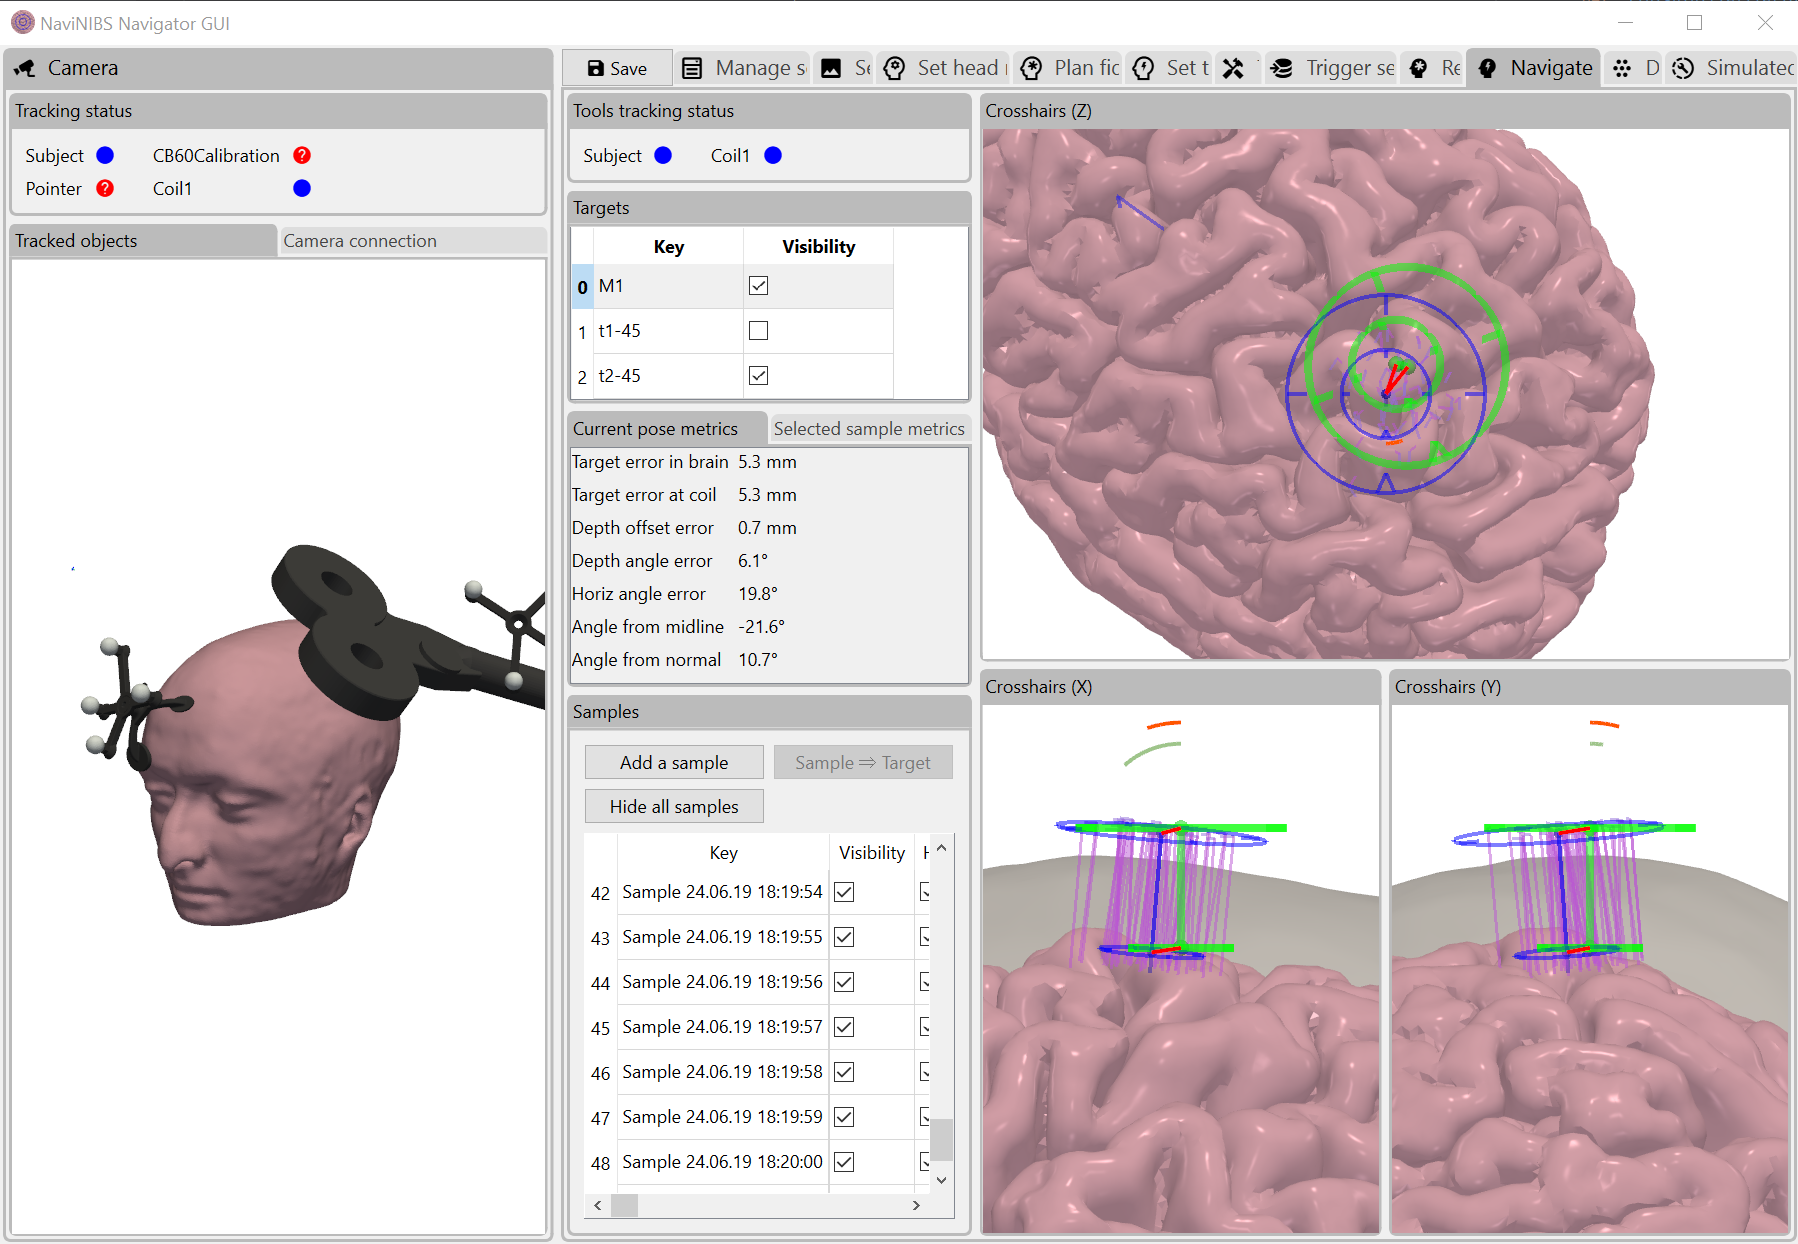 NaviNIBS Navigator GUI
Camera
Tracking status
Subject
CB60Calibration
?
Pointer
?
Coil1
Tracked objects
Camera connection
Save
Manage s
Set head
Plan fic
Set t
Trigger se
Re
Navigate
D
Simulated
Tools tracking status
Subject
Coil1
Targets
Key
Visibility
0
M1
1
t1-45
2
t2-45
Current pose metrics
Selected sample metrics
Target error in brain 5.3 mm
Target error at coil 5.3 mm
Depth offset error 0.7 mm
Depth angle error 6.1°
Horiz angle error 19.8°
Angle from midline -21.6°
Angle from normal 10.7°
Samples
Add a sample
Sample ⇒ Target
Hide all samples
Key
Visibility
42 Sample 24.06.19 18:19:54
43 Sample 24.06.19 18:19:55
44 Sample 24.06.19 18:19:56
45 Sample 24.06.19 18:19:57
46 Sample 24.06.19 18:19:58
47 Sample 24.06.19 18:19:59
48 Sample 24.06.19 18:20:00
Crosshairs (Z)
Crosshairs (X)
Crosshairs (Y)